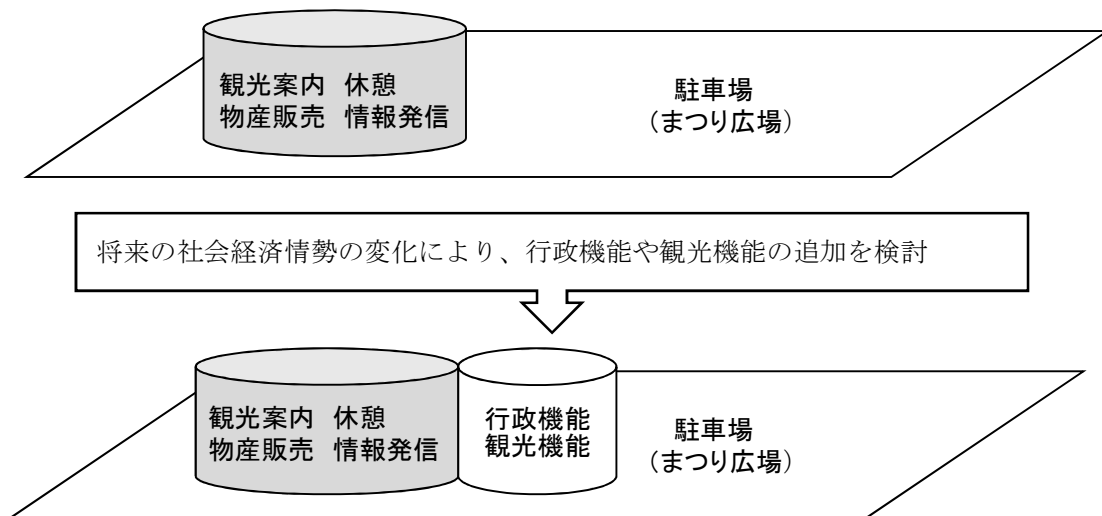 観光案内 休憩
物産販売 情報発信
駐車場
(まつり広場)
将来の社会経済情勢の変化により、行政機能や観光機能の追加を検討
観光案内 休憩
物産販売 情報発信
行政機能
観光機能
駐車場
(まつり広場)